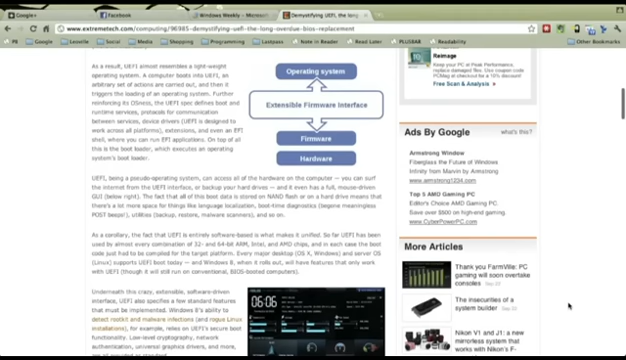 Google+
Facebook
Windows Weekly - Microsoft
Demystifying UEFI, the long
www.extremetech.com/computing/96985-demystifying-uefi-the-long-overdue-bios-replacement
PE
Google
Leoville
Social
Media
Shopping
Programming
Lastpass
Note in Reader
Read Later
PLUSBAR
Readability
Other Bookmarks
As a result, UEFI almost resembles a light-weight
operating system. A computer boots into UEFI, an
arbitrary set of actions are carried out, and then it
triggers the loading of an operating system. Further
reinforcing its OSness, the UEFI spec defines boot and
runtime services, protocols for communication
between services, device drivers (UEFI is designed to
work across all platforms), extensions, and even an EFI
shell, where you can run EFI applications. On top of all
this is the boot loader, which executes an operating
system's boot loader.
Operating system
Extensible Firmware Interface
Firmware
Hardware
UEFI, being a pseudo-operating system, can access all of the hardware on the computer — you can surf
the internet from the UEFI interface, or backup your hard drives — and it even has a full, mouse-driven
GUI (below right). The fact that all of this boot data is stored on NAND flash or on a hard drive means that
there's a lot more space for things like language localization, boot-time diagnostics (begone meaningless
POST beeps!), utilities (backup, restore, malware scanners), and so on.
As a corollary, the fact that UEFI is entirely software-based is what makes it unified. So far UEFI has been
used by almost every combination of 32- and 64-bit ARM, Intel, and AMD chips, and in each case the boot
code just had to be compiled for the target platform. Every major desktop (OS X, Windows) and server OS
(Linux) supports UEFI boot today — and Windows 8, when it rolls out, will have features that only work
with UEFI (though it will still run on conventional, BIOS-booted computers).
Underneath this crazy, extensible, software-driven
interface, UEFI also specifies a few standard features
that must be implemented. Windows 8's ability to
detect rootkit and malware infections (and rogue Linux
installations), for example, relies on UEFI's secure boot
functionality. Low-level cryptography, network
authentication, universal graphics drivers, and more,
06:05
Reimage
Keep your PC at Peak Performance,
Free Scan & Analysis
Ads By Google
what's this?
Armstrong Window
Fiberglass the Future of Windows
Infinity from Marvin by Armstrong
www.armstrong1234.com
Top 5 AMD Gaming PC
Editor's Choice AMD Gaming PC
Save over $500 on high-end gaming.
www.CyberPowerPC.com
More Articles
Thank you FarmVille: PC
gaming will soon overtake
consoles
The insecurities of a
system builder
Nikon V1 and J1: a new
mirrorless system that
works with Nikon's F-